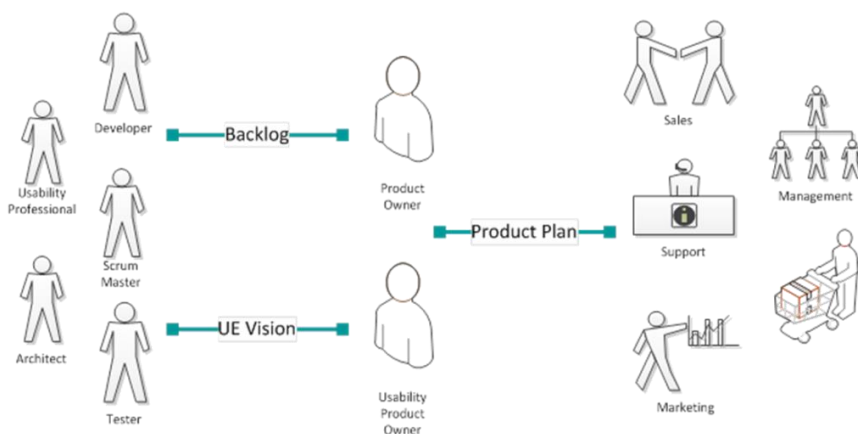 Developer
Usability
Professional
Scrum
Master
Architect
Tester
Backlog
UE Vision
Product
Owner
Usability
Product
Owner
Product Plan
Sales
Management
Support
Marketing